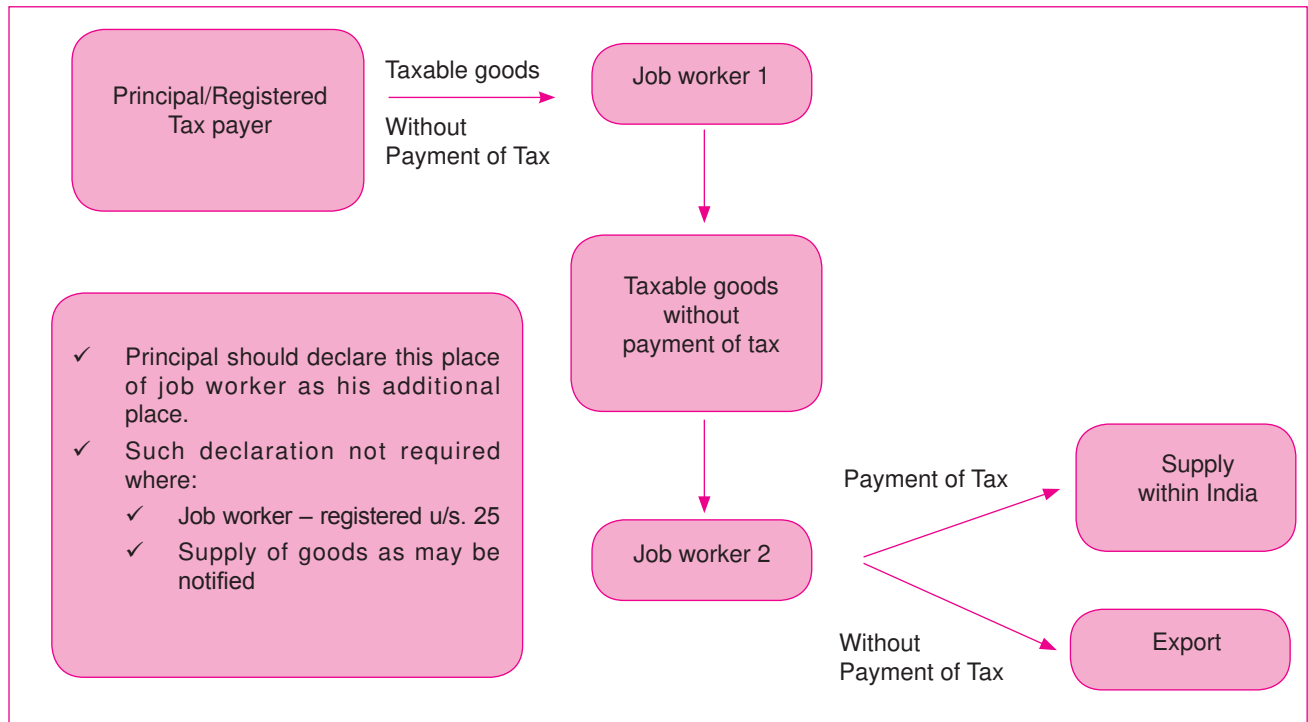 Principal/Registered
Tax payer
Taxable goods
Without
Payment of Tax
Job worker 1
Taxable goods
without
payment of tax
✓ Principal should declare this place
of job worker as his additional
place.
✓ Such declaration not required
where:
✓ Job worker – registered u/s. 25
✓ Supply of goods as may be
notified
Job worker 2
Payment of Tax
Supply
within India
Without
Payment of Tax
Export